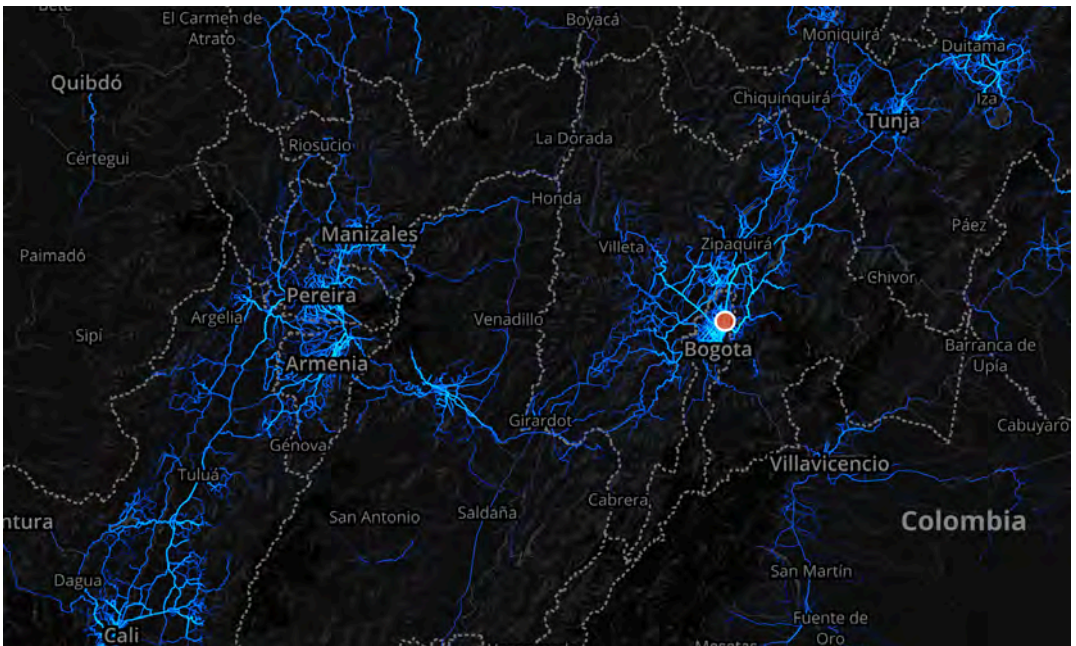 El Carmen de
Atrato
Boyacá
Moniquirá
Duitama
Quibdó
Chiquinquirá
Iza
Tunja
La Dorada
Riosucio
Cértegui
Honda
Páez
Manizales
Villeta
Zipaquirá
Paimadó
Chivor
Pereira
Argelia
Venadillo
Sipí
Bogota
Barranca de
Upía
Armenia
Girardot
Cabuyaro
Génova
Tuluá
Villavicencio
Cabrera
San Antonio
Saldaña
ntura
Colombia
Dagua
San Martín
Fuente de
Oro
Cali